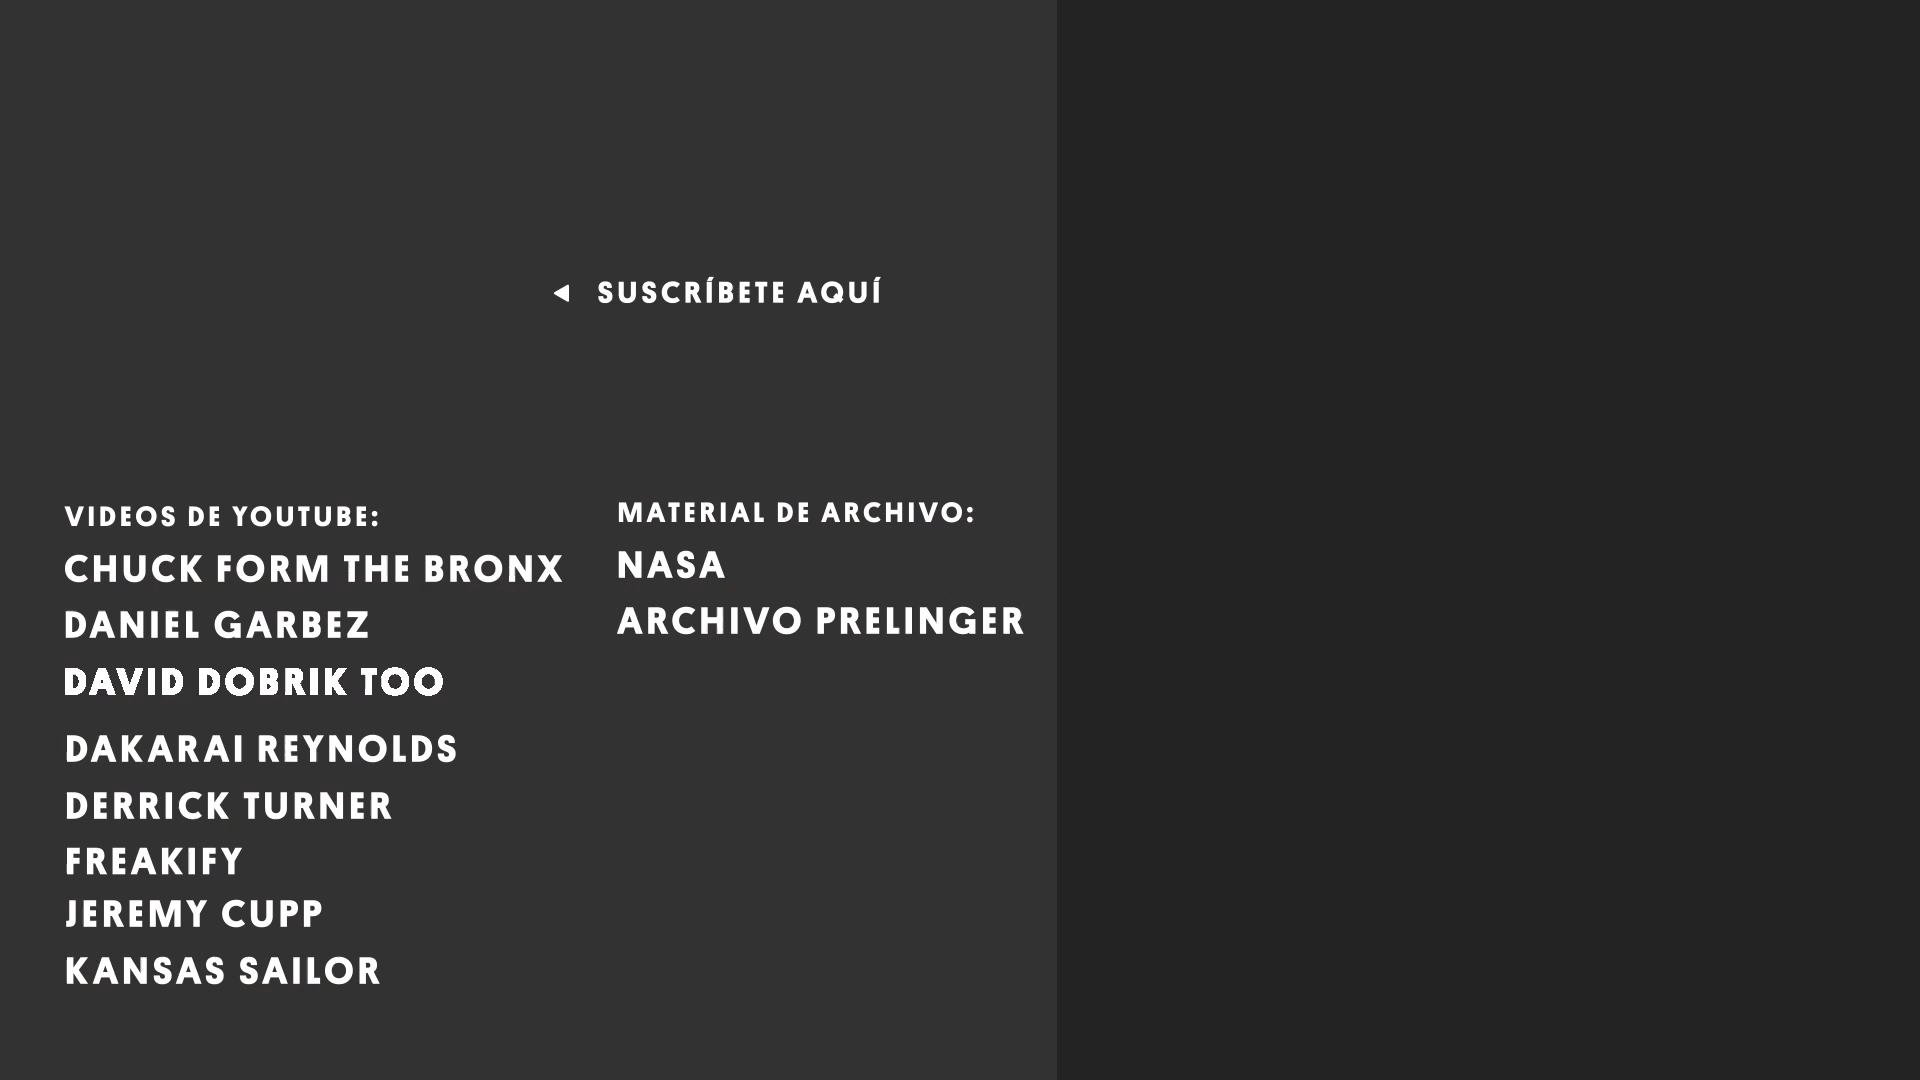 SUSCRÍBETE AQUÍ
VIDEOS DE YOUTUBE:
CHUCK FORM THE BRONX
DANIEL GARBEZ
DAVID DOBRIK TOO
DAKARAI REYNOLDS
DERRICK TURNER
FREAKIFY
JEREMY CUPP
KANSAS SAILOR
MATERIAL DE ARCHIVO:
NASA
ARCHIVO PRELINGER